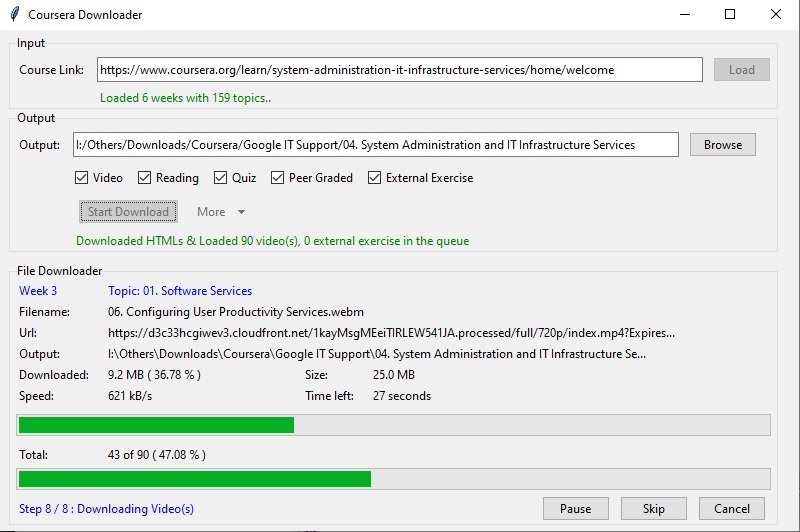 Coursera Downloader
Input
Course Link: https://www.coursera.org/learn/system-administration-it-infrastructure-services/home/welcome Load
Loaded 6 weeks with 159 topics..
Output
Output: I:/Others/Downloads/Coursera/Google IT Support/04. System Administration and IT Infrastructure Services Browse
Video Reading Quiz Peer Graded External Exercise
Start Download More
Downloaded HTMLs & Loaded 90 video(s), 0 external exercise in the queue
File Downloader
Week 3 Topic: 01. Software Services
Filename: 06. Configuring User Productivity Services.webm
Url: https://d3c33hcgiwev3.cloudfront.net/1kayMsgMEeiTlRLEW541JA.processed/full/720p/index.mp4?Expires...
Output: I:\Others\Downloads\Coursera\Google IT Support\04. System Administration and IT Infrastructure Se...
Downloaded: 9.2 MB ( 36.78 % ) Size: 25.0 MB
Speed: 621 kB/s Time left: 27 seconds
Total: 43 of 90 ( 47.08 % )
Step 8 / 8 : Downloading Video(s) Pause Skip Cancel